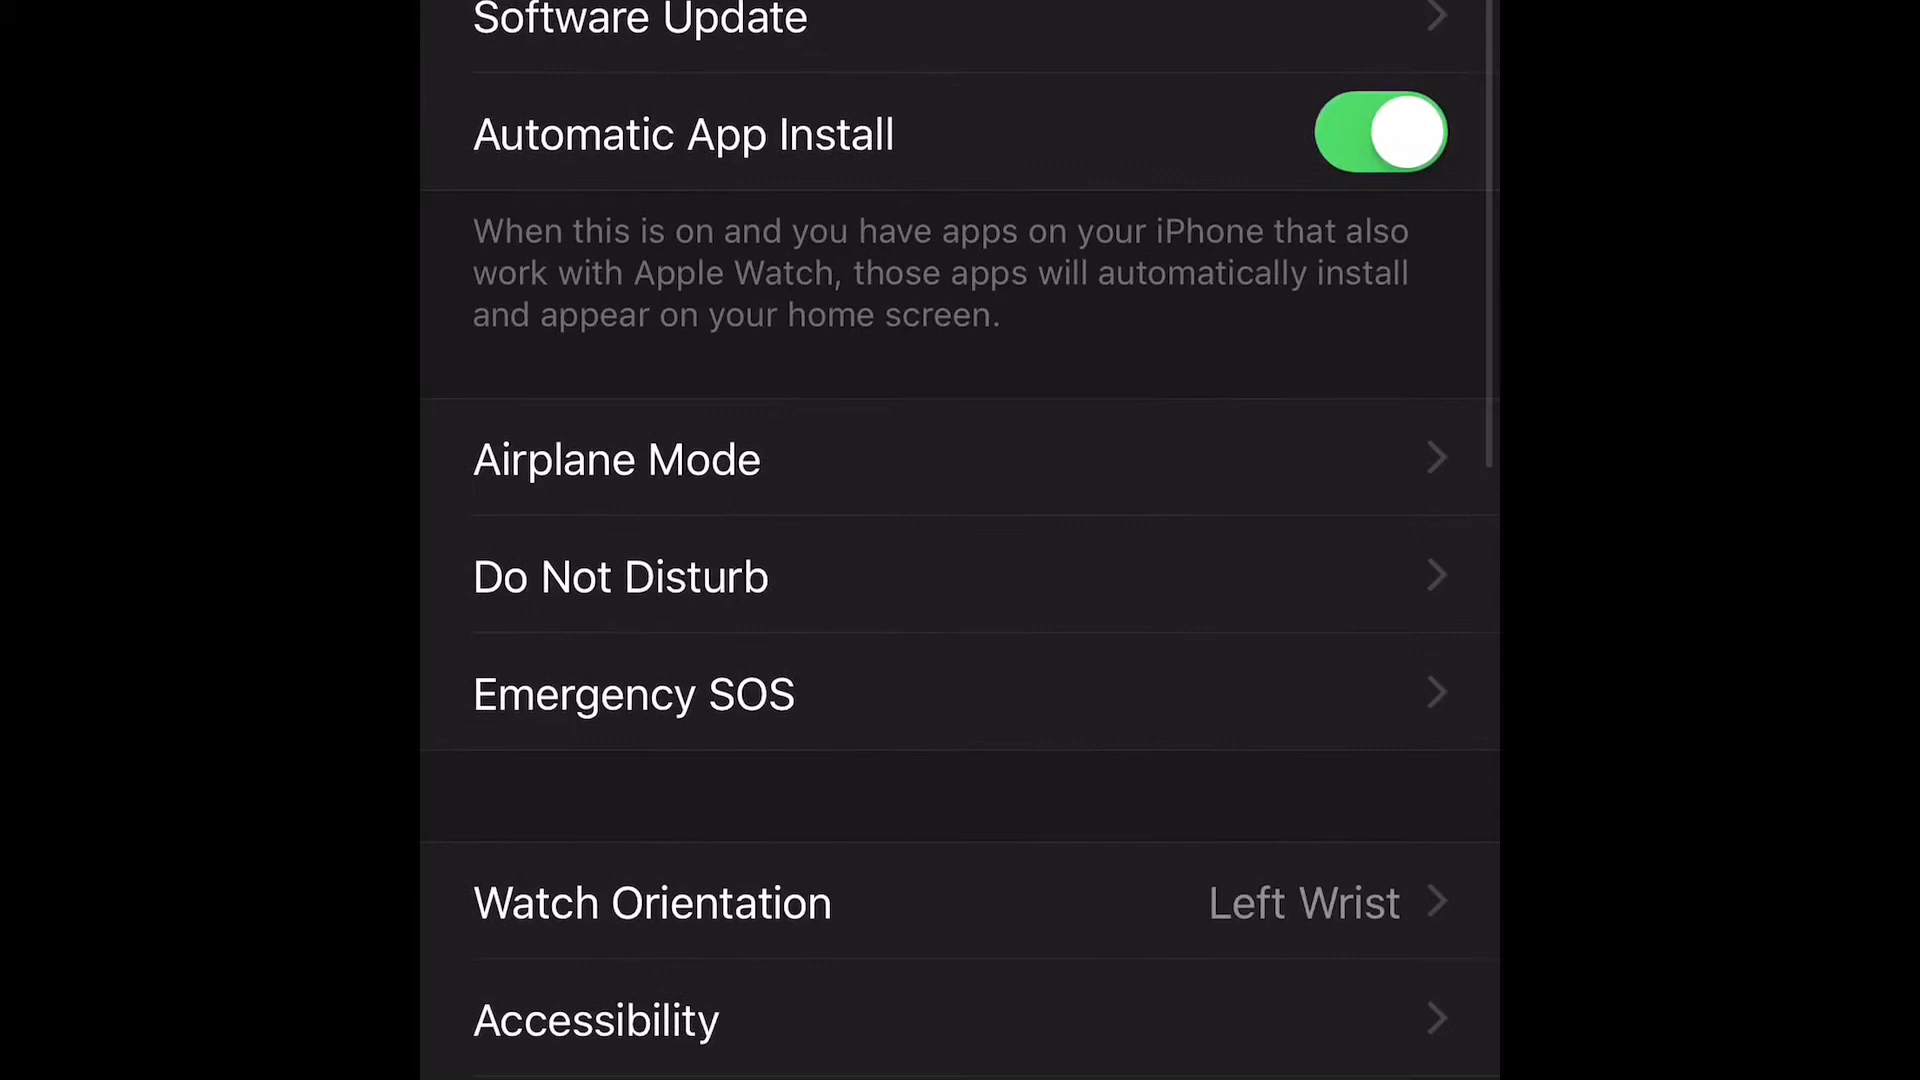 Software Update
Automatic App Install
When this is on and you have apps on your iPhone that also
work with Apple Watch, those apps will automatically install
and appear on your home screen.
Airplane Mode
Do Not Disturb
Emergency SOS
Watch Orientation Left Wrist
Accessibility